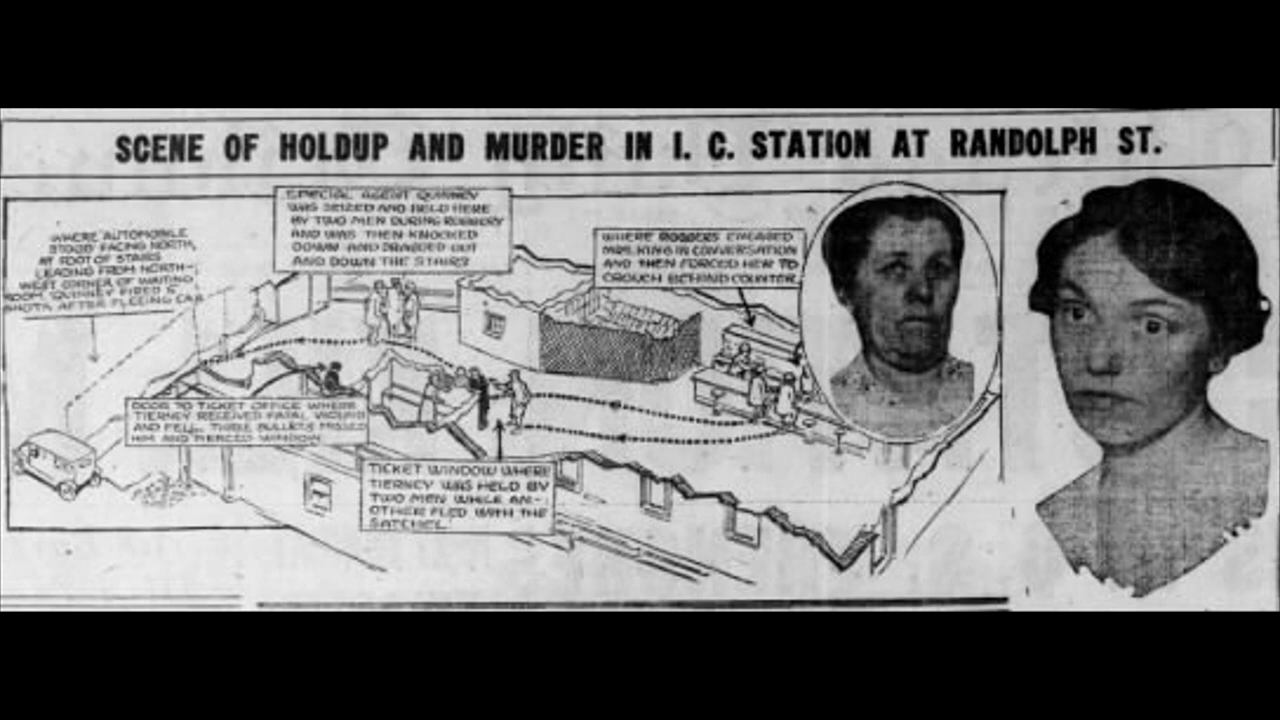 SCENE OF HOLDUP AND MURDER IN I. C. STATION AT RANDOLPH ST.
WHERE AUTOMOBILE
STOOD FACING NORTH,
AT FOOT OF STAIRS
LEADING FROM NORTH-
WEST CORNER OF WAITING
ROOM. QUINNEY FIRED 5
SHOTS AFTER FLEEING CAR
SPECIAL AGENT QUINNEY
WAS SEIZED AND HELD HERE
BY TWO MEN DURING ROBBERY
AND WAS THEN KNOCKED
DOWN AND DRAGGED OUT
AND DOWN THE STAIRS
WHERE ROBBERS ENGAGED
MRS. KING IN CONVERSATION
AND THEN FORCED HER TO
CROUCH BEHIND COUNTER
DOOR TO TICKET OFFICE WHERE
TIERNEY RECEIVED FATAL WOUND
AND FELL. THREE BULLETS MISSED
HIM AND PIERCED WINDOW
TICKET WINDOW WHERE
TIERNEY WAS HELD BY
TWO MEN WHILE AN-
OTHER FLED WITH THE
SATCHEL